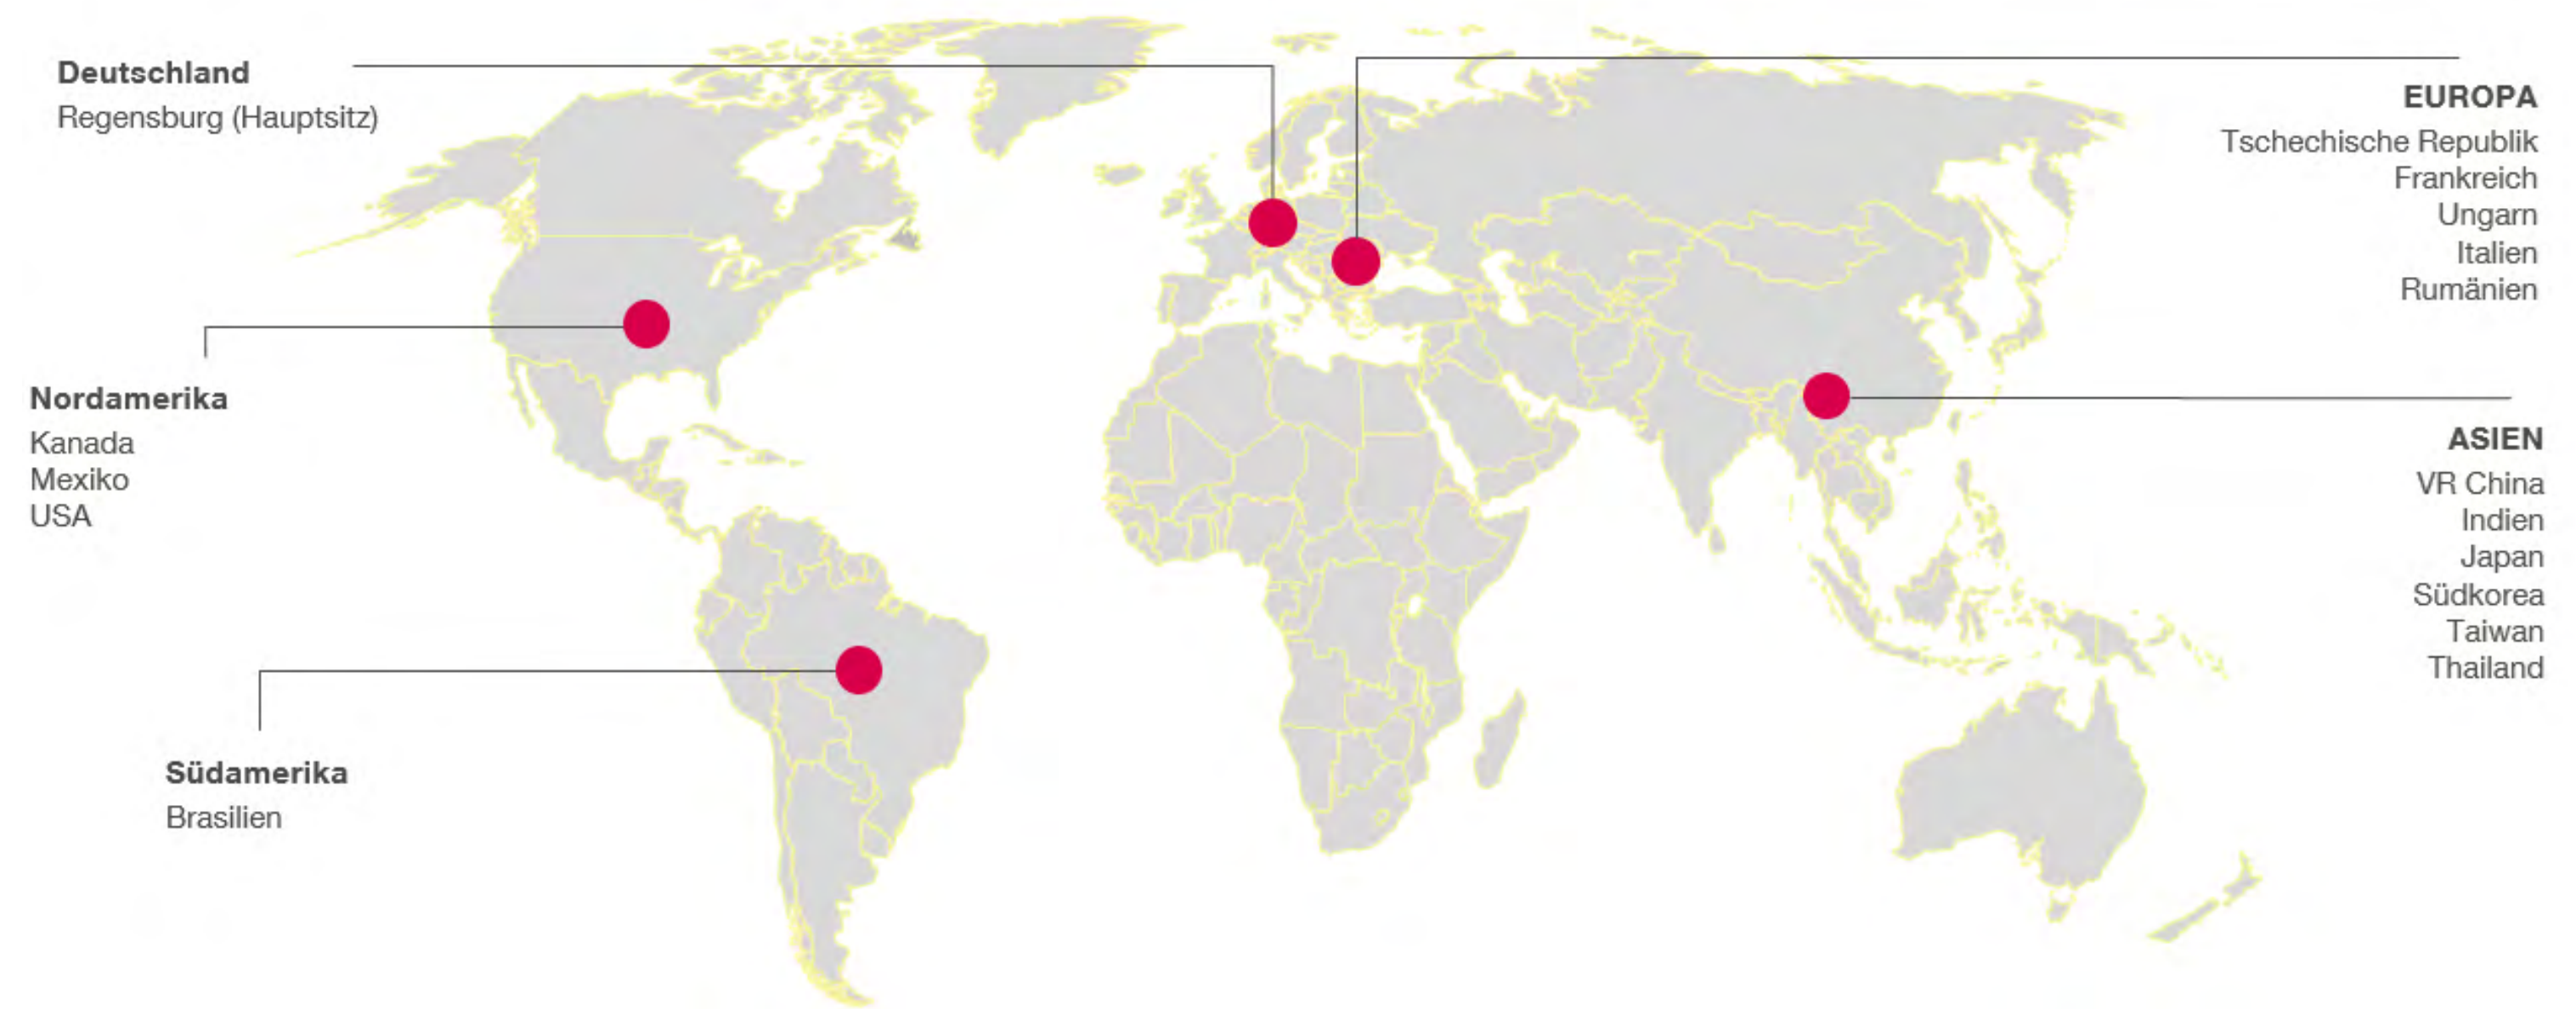 Deutschland
Regensburg (Hauptsitz)
EUROPA
Tschechische Republik
Frankreich
Ungarn
Italien
Rumänien
Nordamerika
Kanada
Mexiko
USA
ASIEN
VR China
Indien
Japan
Südkorea
Taiwan
Thailand
Südamerika
Brasilien